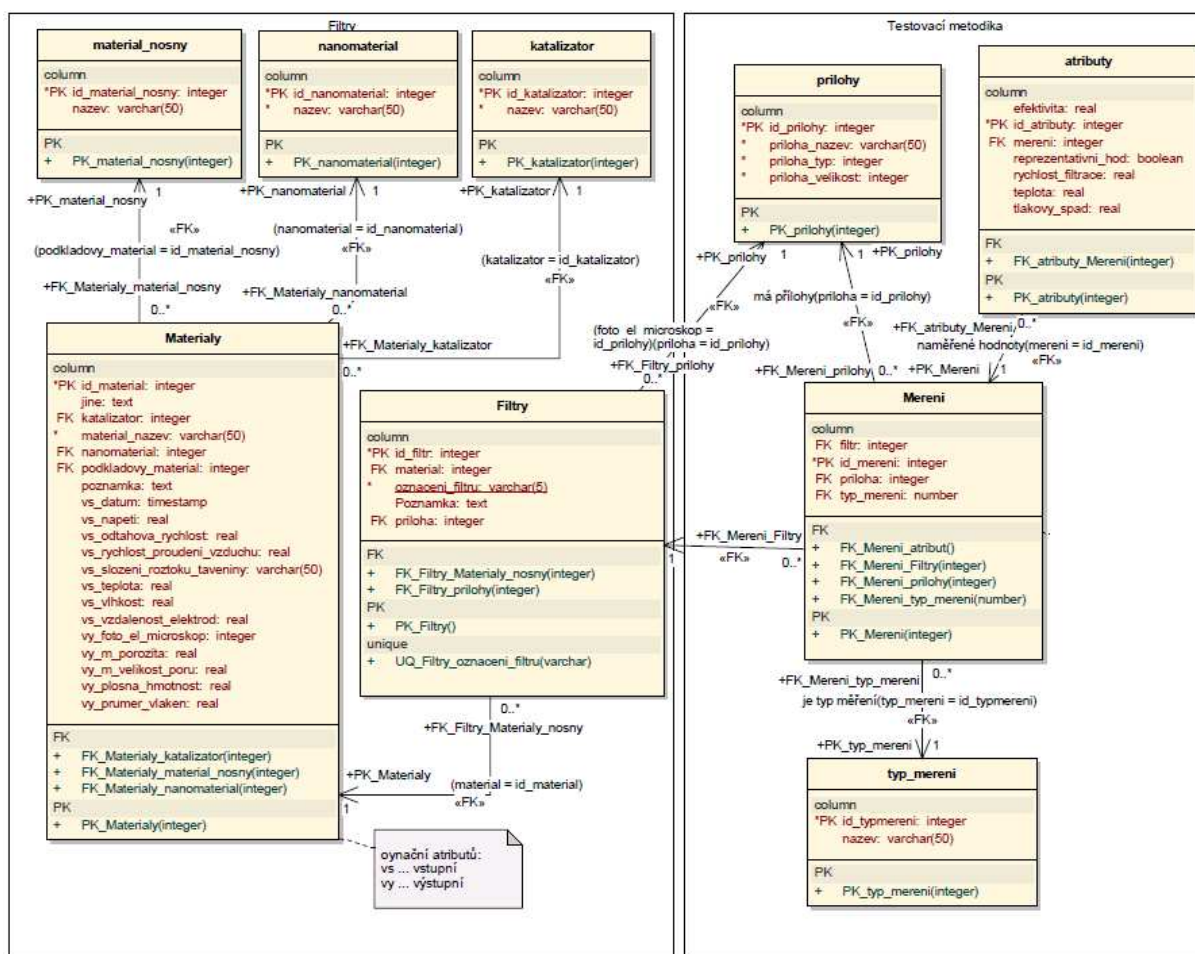 Filtry
Testovací metodika
material_nosny
column
*PK id_material_nosny: integer
nazev: varchar(50)
PK
+ PK_material_nosny(integer)
nanomaterial
column
*PK id_nanomaterial: integer
* nazev: varchar(50)
PK
+ PK_nanomaterial(integer)
katalizator
column
*PK id_katalizator: integer
* nazev: varchar(50)
PK
+ PK_katalizator(integer)
prilohy
column
*PK id_prilohy: integer
* priloha_nazev: varchar(50)
* priloha_typ: integer
* priloha_velikost: integer
PK
+ PK_prilohy(integer)
atributy
column
efektivita: real
*PK id_atributy: integer
FK mereni: integer
reprezentativni_hod: boolean
rychlost_filtrace: real
teplota: real
tlakovy_spad: real
FK
+ FK_atributy_Mereni(integer)
PK
+ PK_atributy(integer)
+PK_material_nosny
1
«FK»
(podkladovy_material = id_material_nosny)
+FK_Materialy_material_nosny
0..*
+PK_nanomaterial
1
(nanomaterial = id_nanomaterial)
«FK»
+FK_Materialy_nanomaterial
0..*
+PK_katalizator
1
(katalizator = id_katalizator)
«FK»
+FK_Materialy_katalizator
0..*
+PK_prilohy
1
«FK»
(foto_el_microskop =
id_prilohy)(priloha = id_prilohy)
+FK_Filtry_prilohy
0..*
1
+PK_prilohy
má přílohy(priloha = id_prilohy)
«FK»
+FK_Mereni_prilohy
0..*
0..*
+FK_atributy_Mereni
naměřené hodnoty(mereni = id_mereni)
«FK»
+PK_Mereni
1
Materialy
column
*PK id_material: integer
jine: text
FK katalizator: integer
* material_nazev: varchar(50)
FK nanomaterial: integer
FK podkladovy_material: integer
poznamka: text
vs_datum: timestamp
vs_napeti: real
vs_odtahova_rychlost: real
vs_rychlost_proudeni_vzduchu: real
vs_slozeni_roztoku_taveniny: varchar(50)
vs_teplota: real
vs_vlhkost: real
vs_vzdalenost_elektrod: real
vy_foto_el_microskop: integer
vy_m_porozita: real
vy_m_velikost_poru: real
vy_plosna_hmotnost: real
vy_prumer_vlaken: real
FK
+ FK_Materialy_katalizator(integer)
+ FK_Materialy_material_nosny(integer)
+ FK_Materialy_nanomaterial(integer)
PK
+ PK_Materialy(integer)
Filtry
column
*PK id_filtr: integer
FK material: integer
* oznaceni_filtru: varchar(5)
Poznamka: text
FK priloha: integer
FK
+ FK_Filtry_Materialy_nosny(integer)
+ FK_Filtry_prilohy(integer)
PK
+ PK_Filtry()
unique
+ UQ_Filtry_oznaceni_filtru(varchar)
Mereni
column
FK filtr: integer
*PK id_mereni: integer
FK priloha: integer
FK typ_mereni: number
FK
+ FK_Mereni_atribut()
+ FK_Mereni_Filtry(integer)
+ FK_Mereni_prilohy(integer)
+ FK_Mereni_typ_mereni(number)
PK
+ PK_Mereni(integer)
+FK_Mereni_Filtry
1
«FK»
0..*
0..*
+FK_Mereni_typ_mereni
je typ měření(typ_mereni = id_typmereni)
«FK»
+PK_typ_mereni
1
0..*
+FK_Filtry_Materialy_nosny
+PK_Materialy
(material = id_material)
1
«FK»
typ_mereni
column
*PK id_typmereni: integer
nazev: varchar(50)
PK
+ PK_typ_mereni(integer)
oynační atributů:
vs ... vstupní
vy ... výstupní